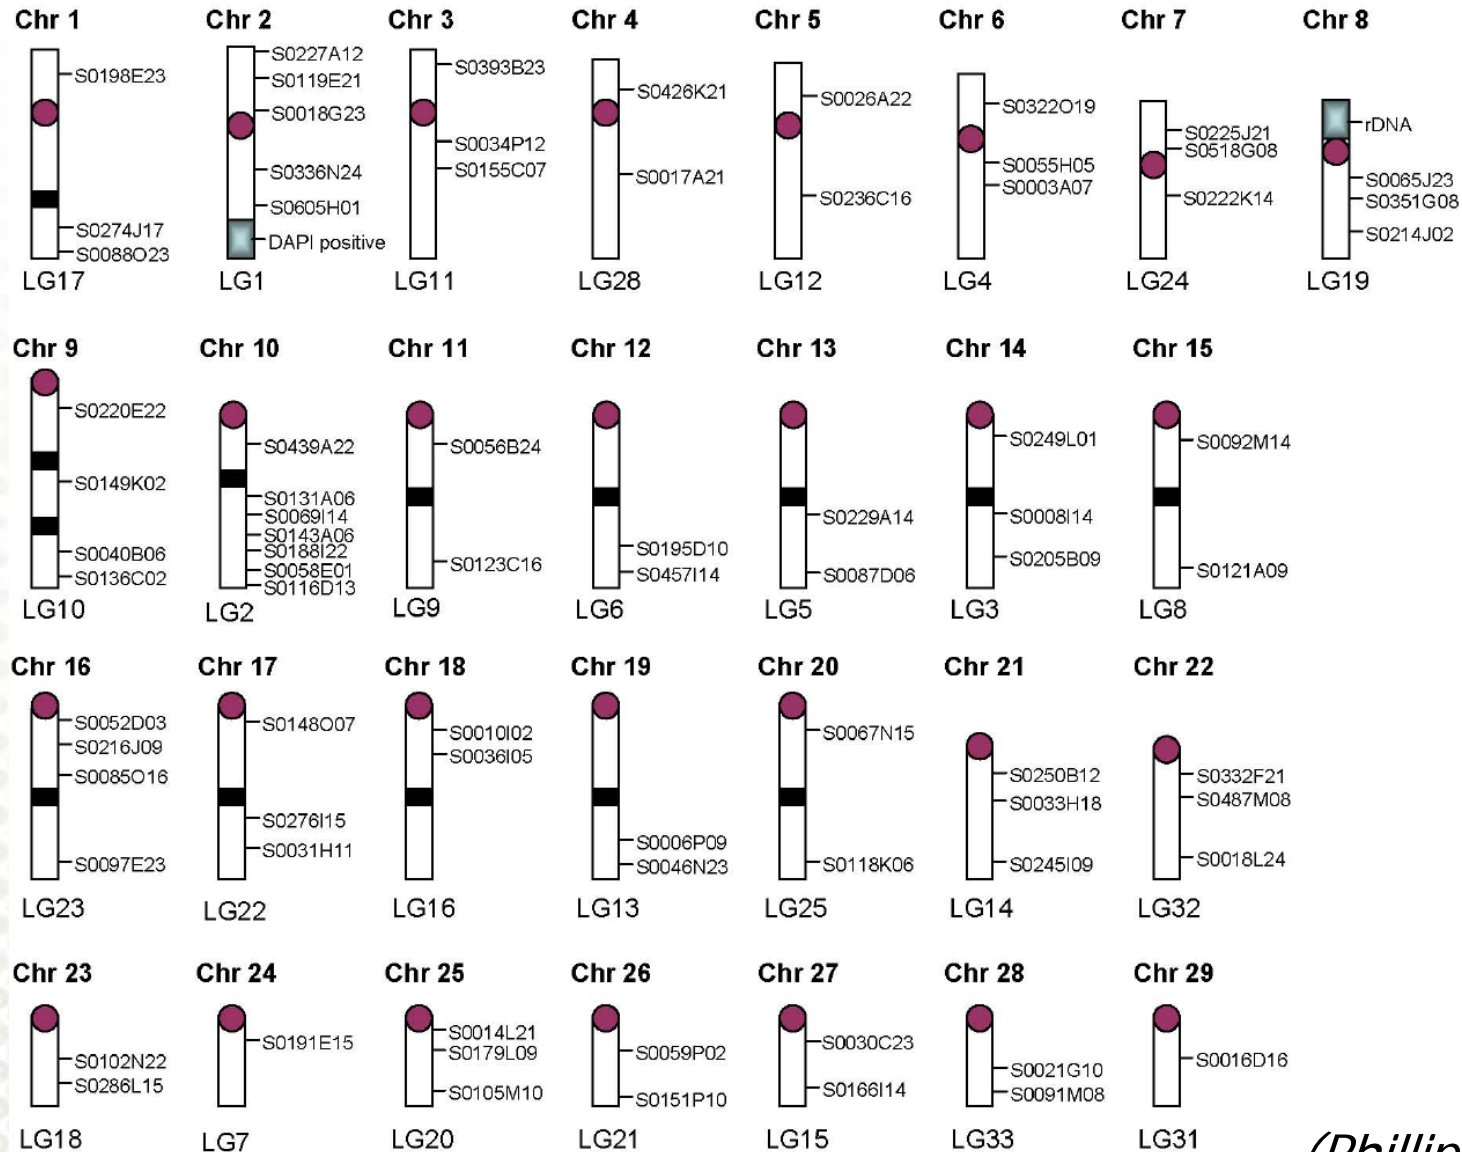 Chr 1
S0198E23
S0274J17
S0088O23
LG17
Chr 2
S0227A12
S0119E21
S0018G23
S0336N24
S0605H01
DAPI positive
LG1
Chr 3
S0393B23
S0034P12
S0155C07
LG11
Chr 4
S0426K21
S0017A21
LG28
Chr 5
S0026A22
S0236C16
LG12
Chr 6
S0322O19
S0055H05
S0003A07
LG4
Chr 7
S0225J21
S0518G08
S0222K14
LG24
Chr 8
rDNA
S0065J23
S0351G08
S0214J02
LG19
Chr 9
S0220E22
S0149K02
S0040B06
S0136C02
LG10
Chr 10
S0439A22
S0131A06
S0069I14
S0143A06
S0188I22
S0058E01
S0116D13
LG2
Chr 11
S0056B24
S0123C16
LG9
Chr 12
S0195D10
S0457I14
LG6
Chr 13
S0229A14
S0087D06
LG5
Chr 14
S0249L01
S0008I14
S0205B09
LG3
Chr 15
S0092M14
S0121A09
LG8
Chr 16
S0052D03
S0216J09
S0085O16
S0097E23
LG23
Chr 17
S0148O07
S0276I15
S0031H11
LG22
Chr 18
S0010I02
S0036I05
LG16
Chr 19
S0006P09
S0046N23
LG13
Chr 20
S0067N15
S0118K06
LG25
Chr 21
S0250B12
S0033H18
S0245I09
LG14
Chr 22
S0332F21
S0487M08
S0018L24
LG32
Chr 23
S0102N22
S0286L15
LG18
Chr 24
S0191E15
LG7
Chr 25
S0014L21
S0179L09
S0105M10
LG20
Chr 26
S0059P02
S0151P10
LG21
Chr 27
S0030C23
S0166I14
LG15
Chr 28
S0021G10
S0091M08
LG33
Chr 29
S0016D16
LG31